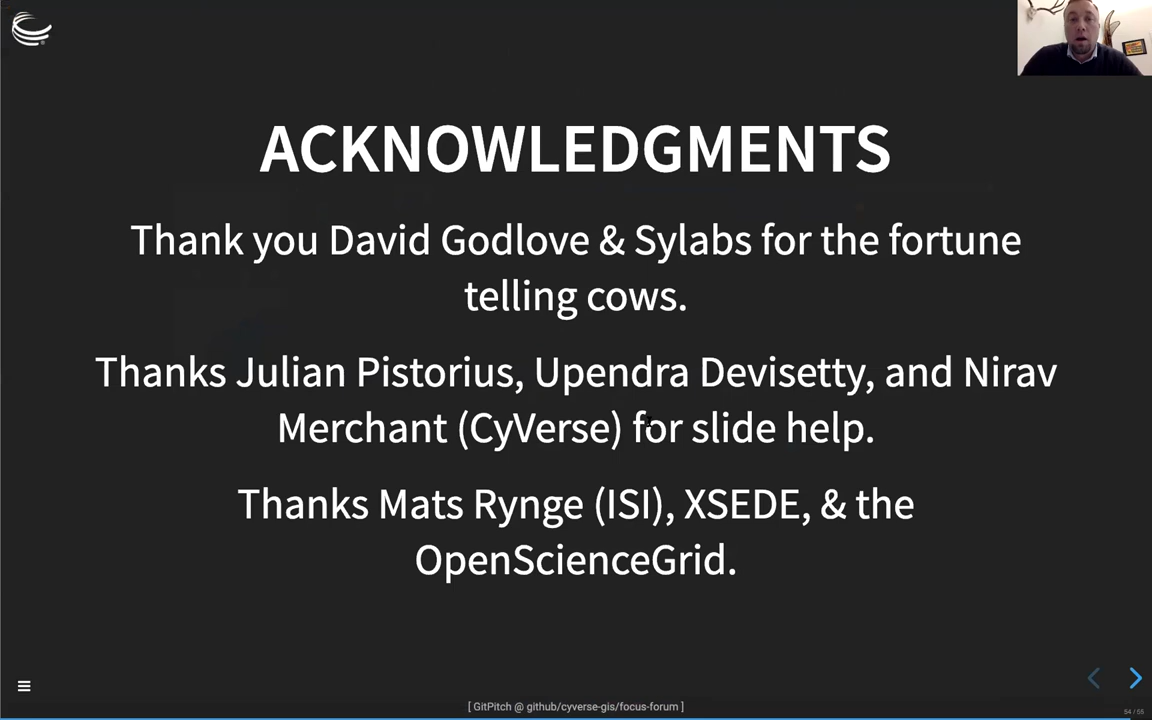 ACKNOWLEDGMENTS
Thank you David Godlove & Sylabs for the fortune
telling cows.
Thanks Julian Pistorius, Upendra Devisetty, and Nirav
Merchant (CyVerse) for slide help.
Thanks Mats Rynge (ISI), XSEDE, & the
OpenScienceGrid.
[ GitPitch @ github/cyverse-gis/focus-forum ]
54 / 55